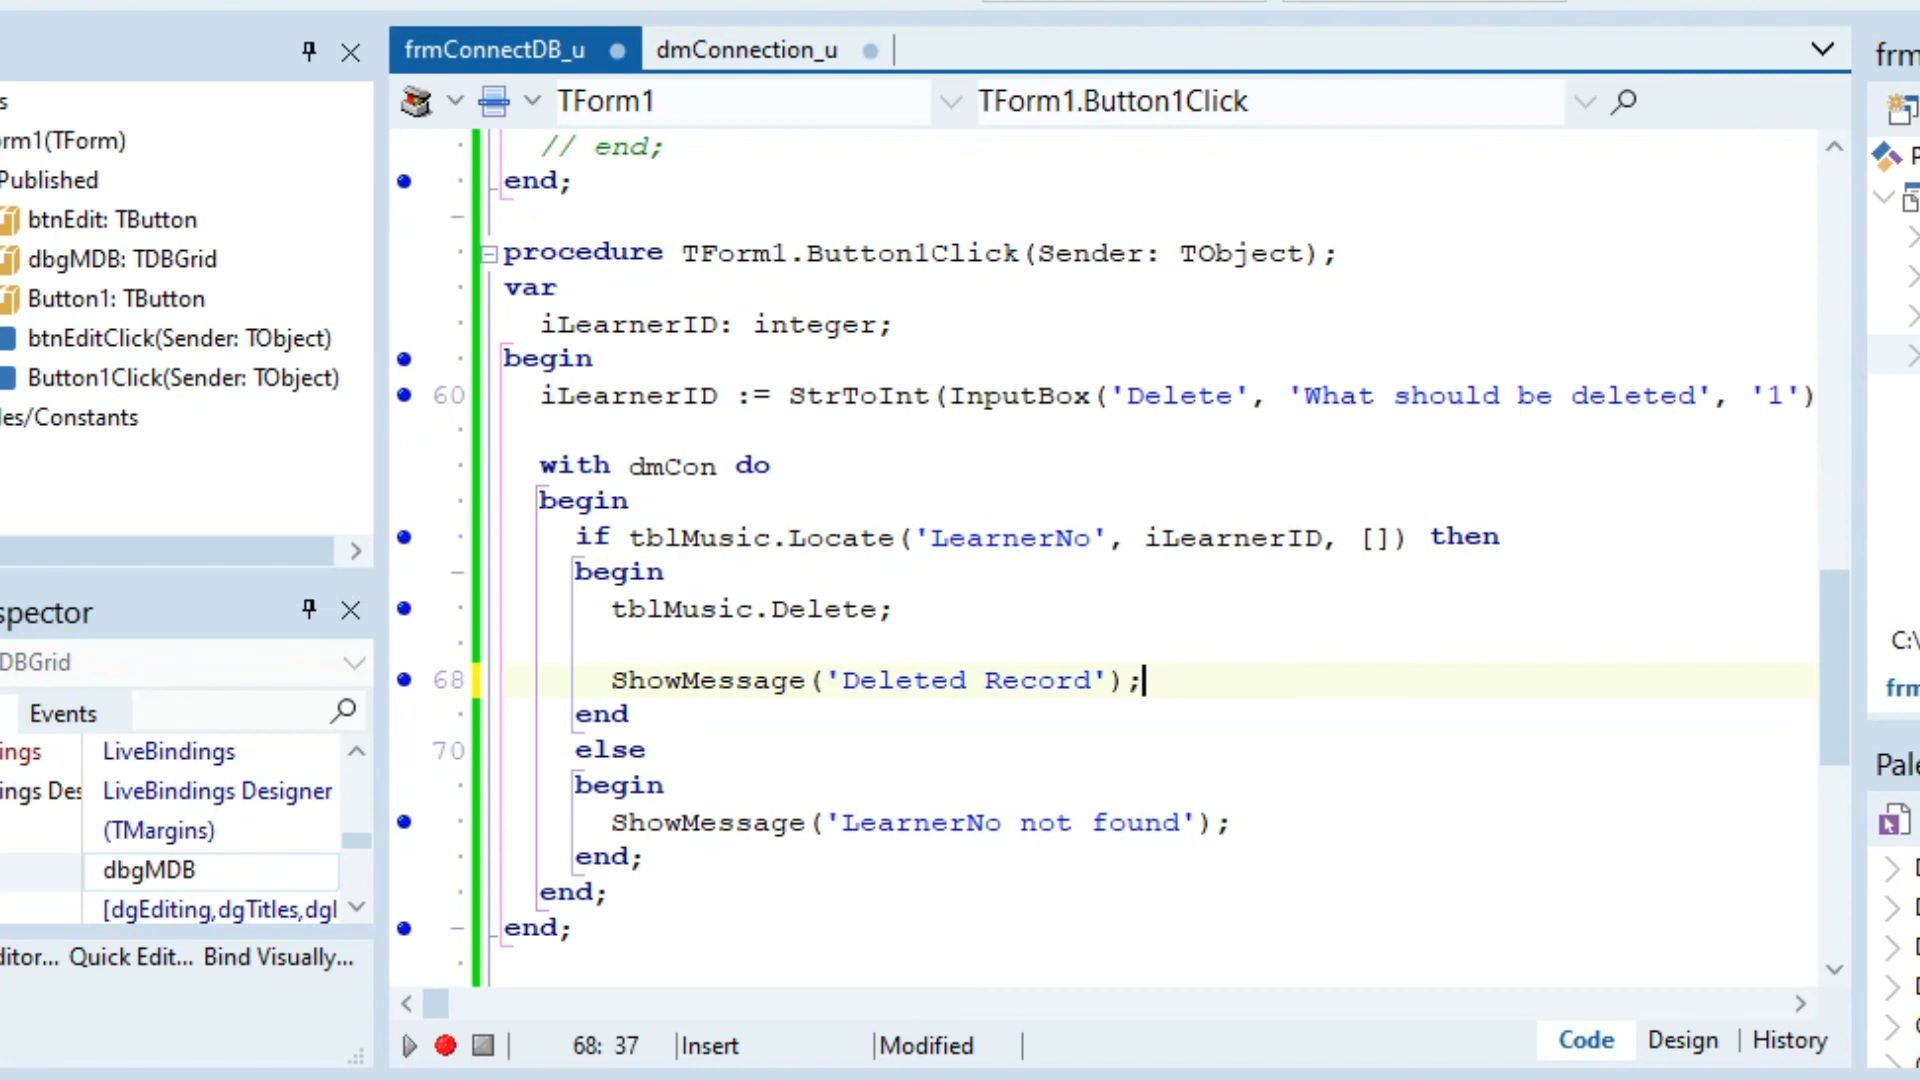 frmConnectDB_u
dmConnection_u
frm
TForm1
TForm1.Button1Click
s
rm1(TForm)
Published
btnEdit: TButton
dbgMDB: TDBGrid
Button1: TButton
btnEditClick(Sender: TObject)
Button1Click(Sender: TObject)
les/Constants
// end;
end;
procedure TForm1.Button1Click(Sender: TObject);
var
iLearnerID: integer;
begin
60 iLearnerID := StrToInt(InputBox('Delete', 'What should be deleted', '1')
with dmCon do
begin
if tblMusic.Locate('LearnerNo', iLearnerID, []) then
begin
tblMusic.Delete;
68 ShowMessage('Deleted Record');
end
70 else
begin
ShowMessage('LearnerNo not found');
end;
end;
end;
spector
DBGrid
Events
ings LiveBindings
ings Des LiveBindings Designer
(TMargins)
dbgMDB
[dgEditing,dgTitles,dgI
ditor... Quick Edit... Bind Visually...
68: 37 Insert Modified
Code Design History
C:\
frm
Pale